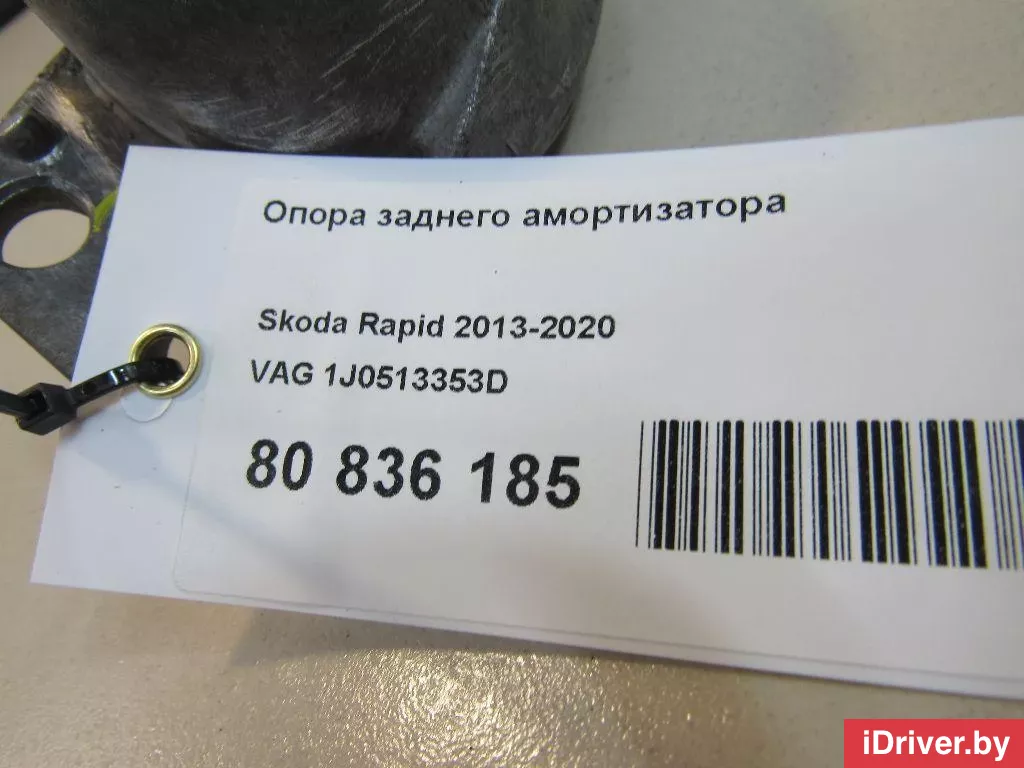 Опора заднего амортизатора
Skoda Rapid 2013-2020
VAG 1J0513353D
80 836 185
iDriver.by